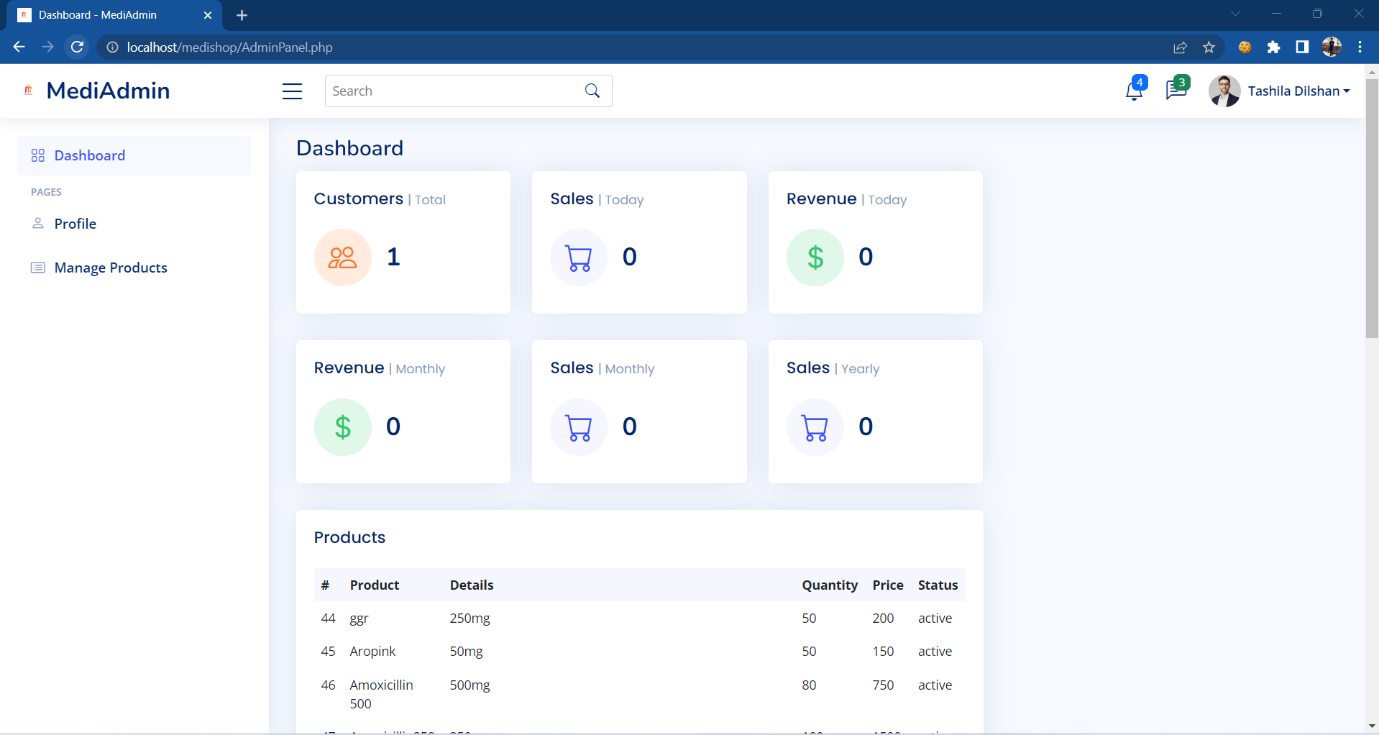 Dashboard - MediAdmin
localhost/medishop/AdminPanel.php
MediAdmin
Search
4
3
Tashila Dilshan
Dashboard
PAGES
Profile
Manage Products
Dashboard
Customers | Total
1
Sales | Today
0
Revenue | Today
$ 0
Revenue | Monthly
$ 0
Sales | Monthly
0
Sales | Yearly
0
Products
# Product Details Quantity Price Status
44 ggr 250mg 50 200 active
45 Aropink 50mg 50 150 active
46 Amoxicillin 500mg 80 750 active
500